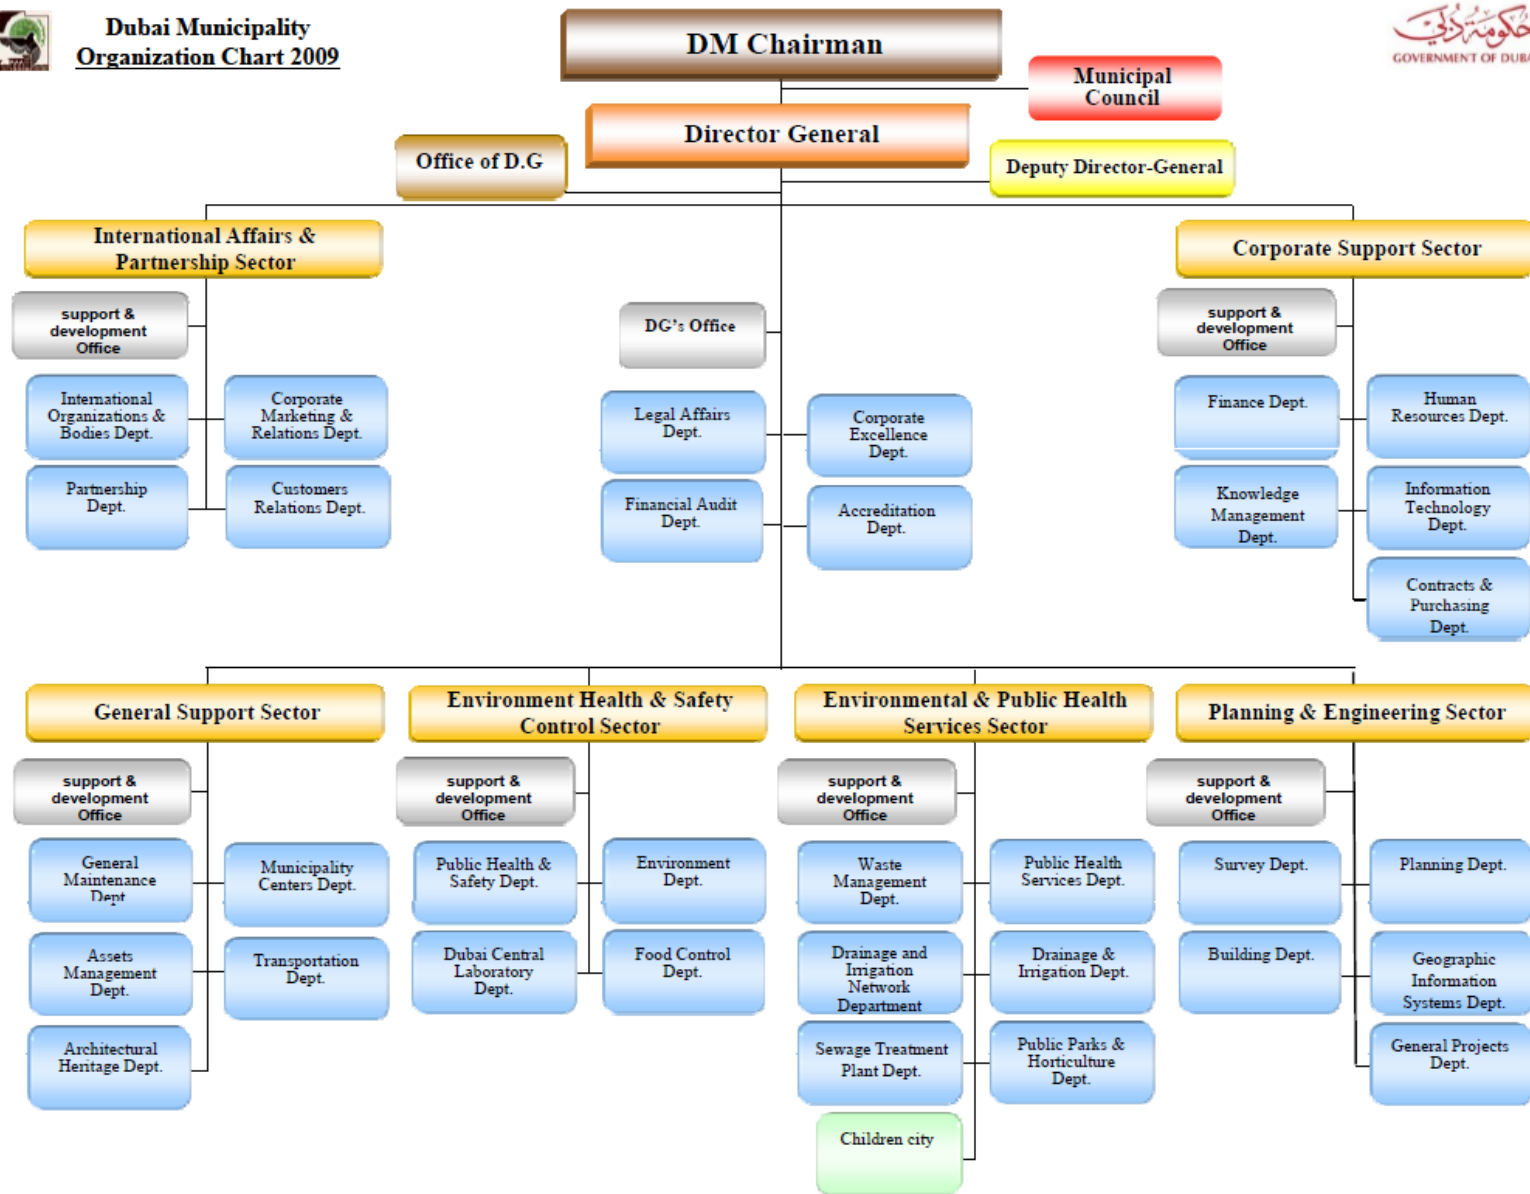 Dubai Municipality
Organization Chart 2009
DM Chairman
حكومة دبي
GOVERNMENT OF DUBAI
Municipal
Council
Director General
Office of D.G
Deputy Director-General
International Affairs &
Partnership Sector
Corporate Support Sector
support &
development
Office
DG's Office
support &
development
Office
International
Organizations &
Bodies Dept.
Corporate
Marketing &
Relations Dept.
Legal Affairs
Dept.
Corporate
Excellence
Dept.
Finance Dept.
Human
Resources Dept.
Partnership
Dept.
Customers
Relations Dept.
Financial Audit
Dept.
Accreditation
Dept.
Knowledge
Management
Dept.
Information
Technology
Dept.
Contracts &
Purchasing
Dept.
General Support Sector
Environment Health & Safety
Control Sector
Environmental & Public Health
Services Sector
Planning & Engineering Sector
support &
development
Office
support &
development
Office
support &
development
Office
support &
development
Office
General
Maintenance
Dept
Municipality
Centers Dept.
Public Health &
Safety Dept.
Environment
Dept.
Waste
Management
Dept.
Public Health
Services Dept.
Survey Dept.
Planning Dept.
Assets
Management
Dept.
Transportation
Dept.
Dubai Central
Laboratory
Dept.
Food Control
Dept.
Drainage and
Irrigation
Network
Department
Drainage &
Irrigation Dept.
Building Dept.
Geographic
Information
Systems Dept.
Architectural
Heritage Dept.
Sewage Treatment
Plant Dept.
Public Parks &
Horticulture
Dept.
General Projects
Dept.
Children city